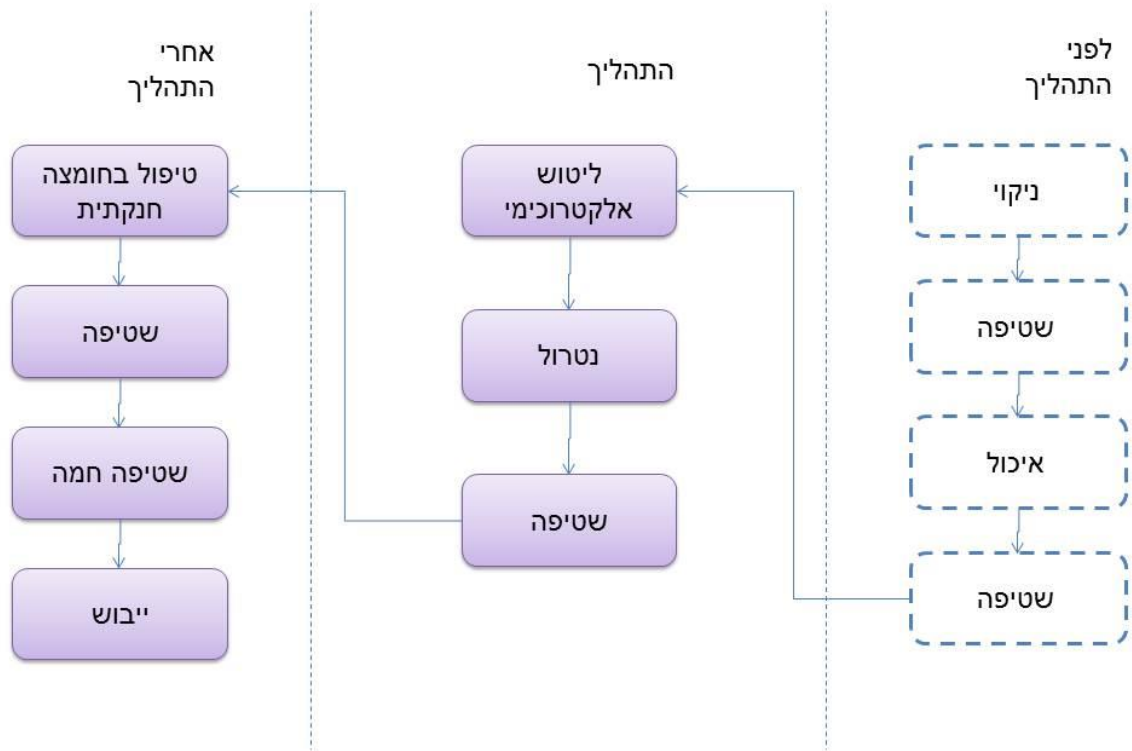 לפני
התהליך
ניקוי
שטיפה
איכול
שטיפה
התהליך
ליטוש
אלקטרוכימי
נטרול
שטיפה
אחרי
התהליך
טיפול בחומצה
חנקתית
שטיפה
שטיפה חמה
ייבוש